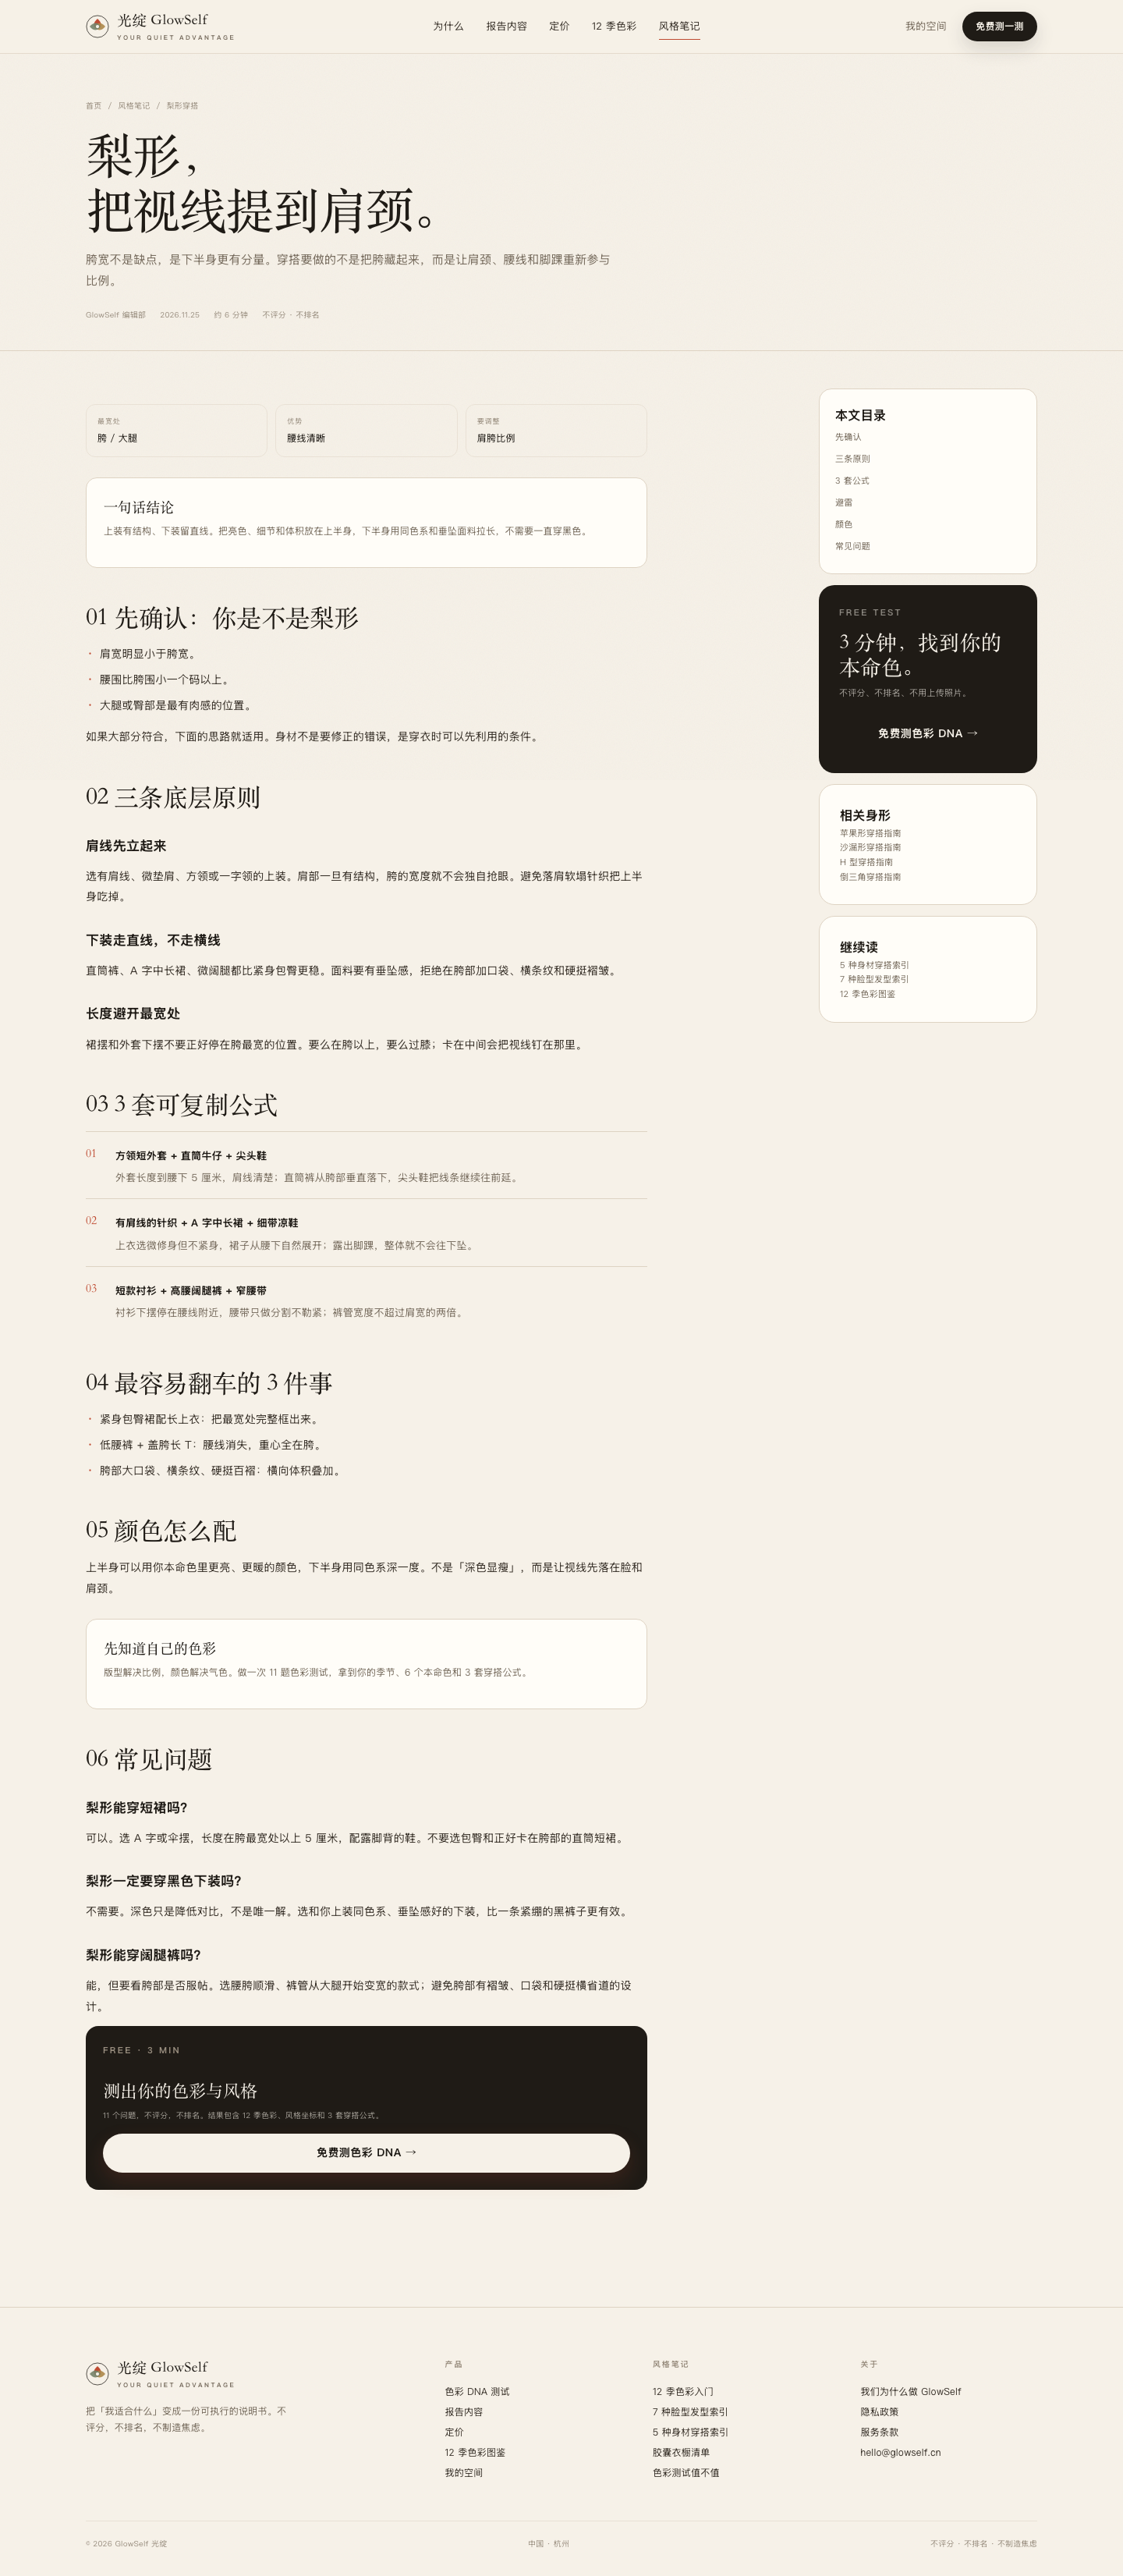 光绽 GlowSelf
YOUR QUIET ADVANTAGE
为什么
报告内容
定价
12 季色彩
风格笔记
我的空间
免费测一测
首页 / 风格笔记 / 梨形穿搭
梨形，
把视线提到肩颈。
胯宽不是缺点，是下半身更有分量。穿搭要做的不是把胯藏起来，而是让肩颈、腰线和脚踝重新参与
比例。
GlowSelf 编辑部 2026.11.25 约 6 分钟 不评分 · 不排名
最宽处
胯 / 大腿
优势
腰线清晰
要调整
肩胯比例
一句话结论
上装有结构、下装留直线。把亮色、细节和体积放在上半身，下半身用同色系和垂坠面料拉长，不需要一直穿黑色。
01 先确认：你是不是梨形
· 肩宽明显小于胯宽。
· 腰围比胯围小一个码以上。
· 大腿或臀部是最有肉感的位置。
如果大部分符合，下面的思路就适用。身材不是要修正的错误，是穿衣时可以先利用的条件。
02 三条底层原则
肩线先立起来
选有肩线、微垫肩、方领或一字领的上装。肩部一旦有结构，胯的宽度就不会独自抢眼。避免落肩软塌针织把上半
身吃掉。
下装走直线，不走横线
直筒裤、A 字中长裙、微阔腿都比紧身包臀更稳。面料要有垂坠感，拒绝在胯部加口袋、横条纹和硬挺褶皱。
长度避开最宽处
裙摆和外套下摆不要正好停在胯最宽的位置。要么在胯以上，要么过膝；卡在中间会把视线钉在那里。
03 3 套可复制公式
01
方领短外套 + 直筒牛仔 + 尖头鞋
外套长度到腰下 5 厘米，肩线清楚；直筒裤从胯部垂直落下，尖头鞋把线条继续往前延。
02
有肩线的针织 + A 字中长裙 + 细带凉鞋
上衣选微修身但不紧身，裙子从腰下自然展开；露出脚踝，整体就不会往下坠。
03
短款衬衫 + 高腰阔腿裤 + 窄腰带
衬衫下摆停在腰线附近，腰带只做分割不勒紧；裤管宽度不超过肩宽的两倍。
04 最容易翻车的 3 件事
· 紧身包臀裙配长上衣：把最宽处完整框出来。
· 低腰裤 + 盖胯长 T：腰线消失，重心全在胯。
· 胯部大口袋、横条纹、硬挺百褶：横向体积叠加。
05 颜色怎么配
上半身可以用你本命色里更亮、更暖的颜色，下半身用同色系深一度。不是「深色显瘦」，而是让视线先落在脸和
肩颈。
先知道自己的色彩
版型解决比例，颜色解决气色。做一次 11 题色彩测试，拿到你的季节、6 个本命色和 3 套穿搭公式。
06 常见问题
梨形能穿短裙吗？
可以。选 A 字或伞摆，长度在胯最宽处以上 5 厘米，配露脚背的鞋。不要选包臀和正好卡在胯部的直筒短裙。
梨形一定要穿黑色下装吗？
不需要。深色只是降低对比，不是唯一解。选和你上装同色系、垂坠感好的下装，比一条紧绷的黑裤子更有效。
梨形能穿阔腿裤吗？
能，但要看胯部是否服帖。选腰胯顺滑、裤管从大腿开始变宽的款式；避免胯部有褶皱、口袋和硬挺横省道的设
计。
FREE · 3 MIN
测出你的色彩与风格
11 个问题，不评分，不排名。结果包含 12 季色彩、风格坐标和 3 套穿搭公式。
免费测色彩 DNA →
本文目录
先确认
三条原则
3 套公式
避雷
颜色
常见问题
FREE TEST
3 分钟，找到你的
本命色。
不评分、不排名、不用上传照片。
免费测色彩 DNA →
相关身形
苹果形穿搭指南
沙漏形穿搭指南
H 型穿搭指南
倒三角穿搭指南
继续读
5 种身材穿搭索引
7 种脸型发型索引
12 季色彩图鉴
光绽 GlowSelf
YOUR QUIET ADVANTAGE
把「我适合什么」变成一份可执行的说明书。不
评分，不排名，不制造焦虑。
产品
色彩 DNA 测试
报告内容
定价
12 季色彩图鉴
我的空间
风格笔记
12 季色彩入门
7 种脸型发型索引
5 种身材穿搭索引
胶囊衣橱清单
色彩测试值不值
关于
我们为什么做 GlowSelf
隐私政策
服务条款
hello@glowself.cn
© 2026 GlowSelf 光绽
中国 · 杭州
不评分 · 不排名 · 不制造焦虑